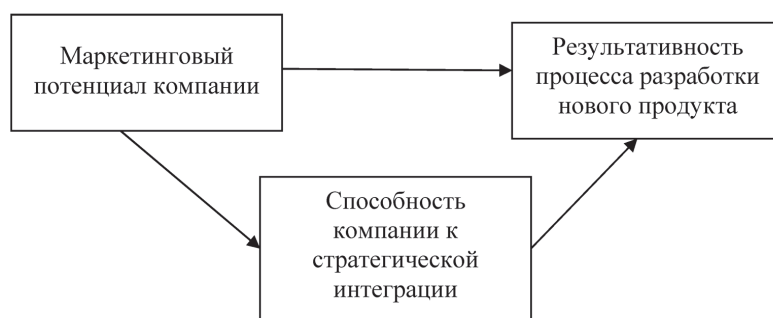 Маркетинговый
потенциал компании
Результативность
процесса разработки
нового продукта
Способность
компании к
стратегической
интеграции